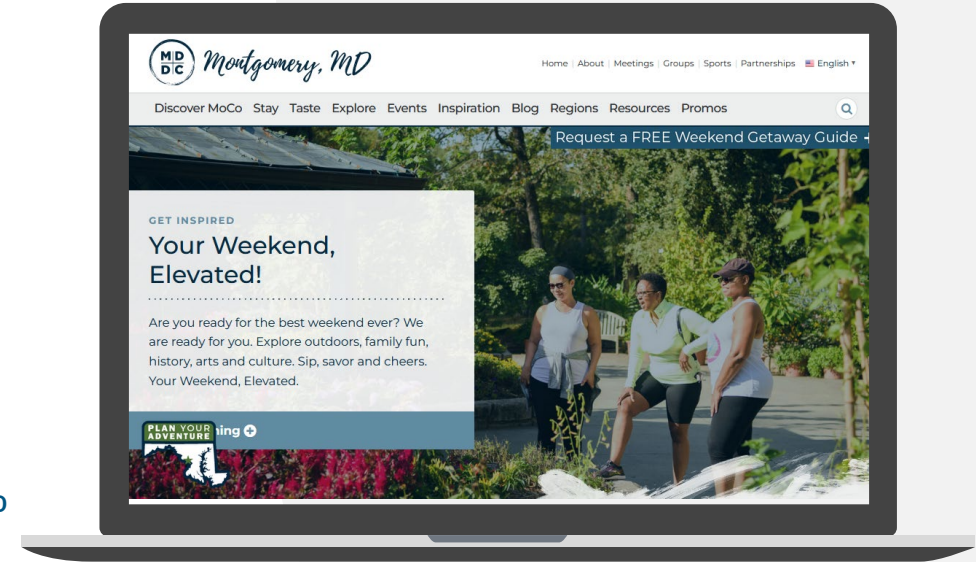 MD
DC
Montgomery, MD
Home | About | Meetings | Groups | Sports | Partnerships English
Discover MoCo Stay Taste Explore Events Inspiration Blog Regions Resources Promos
Request a FREE Weekend Getaway Guide
GET INSPIRED
Your Weekend,
Elevated!
Are you ready for the best weekend ever? We
are ready for you. Explore outdoors, family fun,
history, arts and culture. Sip, savor and cheers.
Your Weekend, Elevated.
PLAN YOUR
ADVENTURE